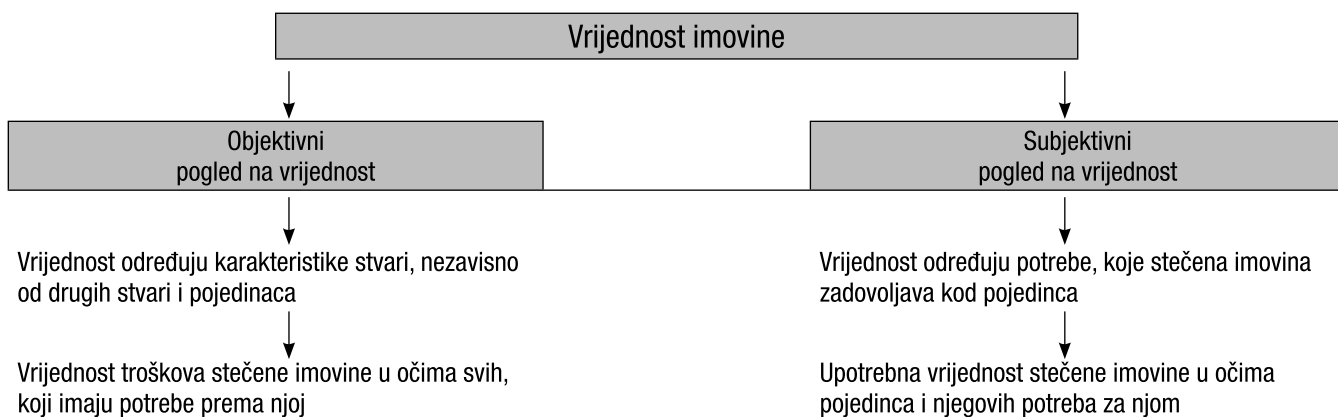 Vrijednost imovine
Objektivni
pogled na vrijednost
Subjektivni
pogled na vrijednost
Vrijednost određuju karakteristike stvari, nezavisno
od drugih stvari i pojedinaca
Vrijednost određuju potrebe, koje stečena imovina
zadovoljava kod pojedinca
Vrijednost troškova stečene imovine u očima svih,
koji imaju potrebe prema njoj
Upotrebna vrijednost stečene imovine u očima
pojedinca i njegovih potreba za njom